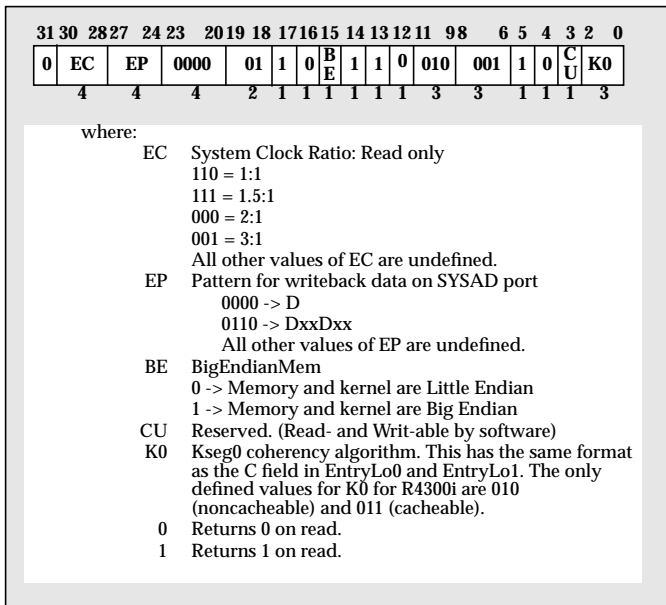 31 30 28 27 24 23 20 19 18 17 16 15 14 13 12 11 9 8 6 5 4 3 2 0
0 EC EP 0000 01 1 0 BE 1 1 0 010 001 1 0 CU K0
4 4 4 2 1 1 1 1 1 1 3 3 1 1 1 3
where:
EC System Clock Ratio: Read only
110 = 1:1
111 = 1.5:1
000 = 2:1
001 = 3:1
All other values of EC are undefined.
EP Pattern for writeback data on SYSAD port
0000 -> D
0110 -> DxxDxx
All other values of EP are undefined.
BE BigEndianMem
0 -> Memory and kernel are Little Endian
1 -> Memory and kernel are Big Endian
CU Reserved. (Read- and Writ-able by software)
K0 Kseg0 coherency algorithm. This has the same format
as the C field in EntryLo0 and EntryLo1. The only
defined values for K0 for R4300i are 010
(noncacheable) and 011 (cacheable).
0 Returns 0 on read.
1 Returns 1 on read.